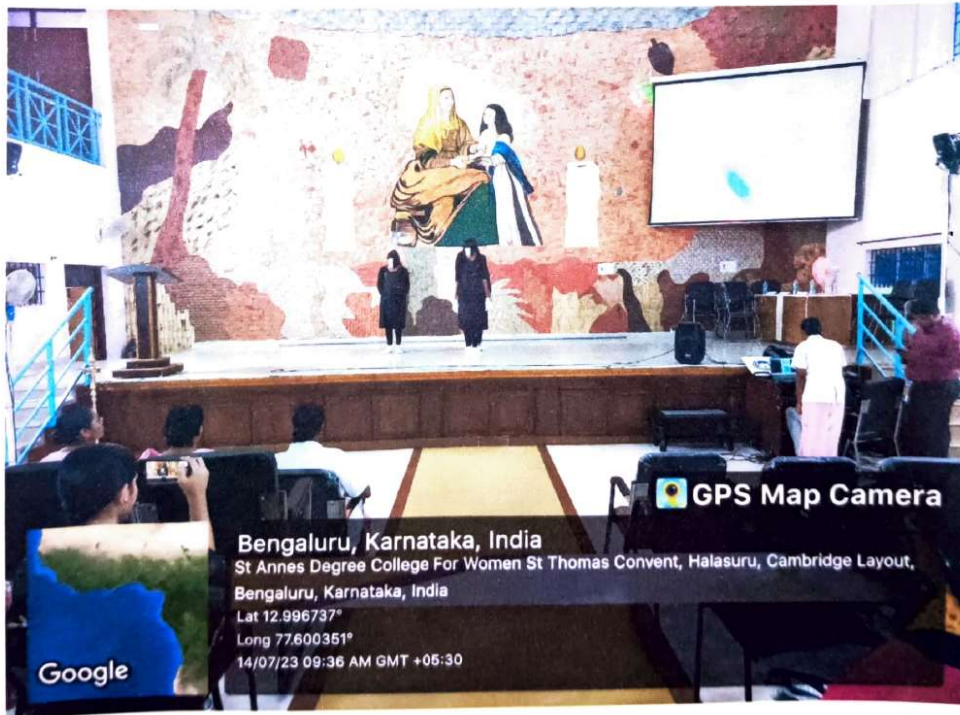 GPS Map Camera
Bengaluru, Karnataka, India
St Annes Degree College For Women St Thomas Convent, Halasuru, Cambridge Layout,
Bengaluru, Karnataka, India
Lat 12.996737°
Long 77.600351°
14/07/23 09:36 AM GMT +05:30
Google